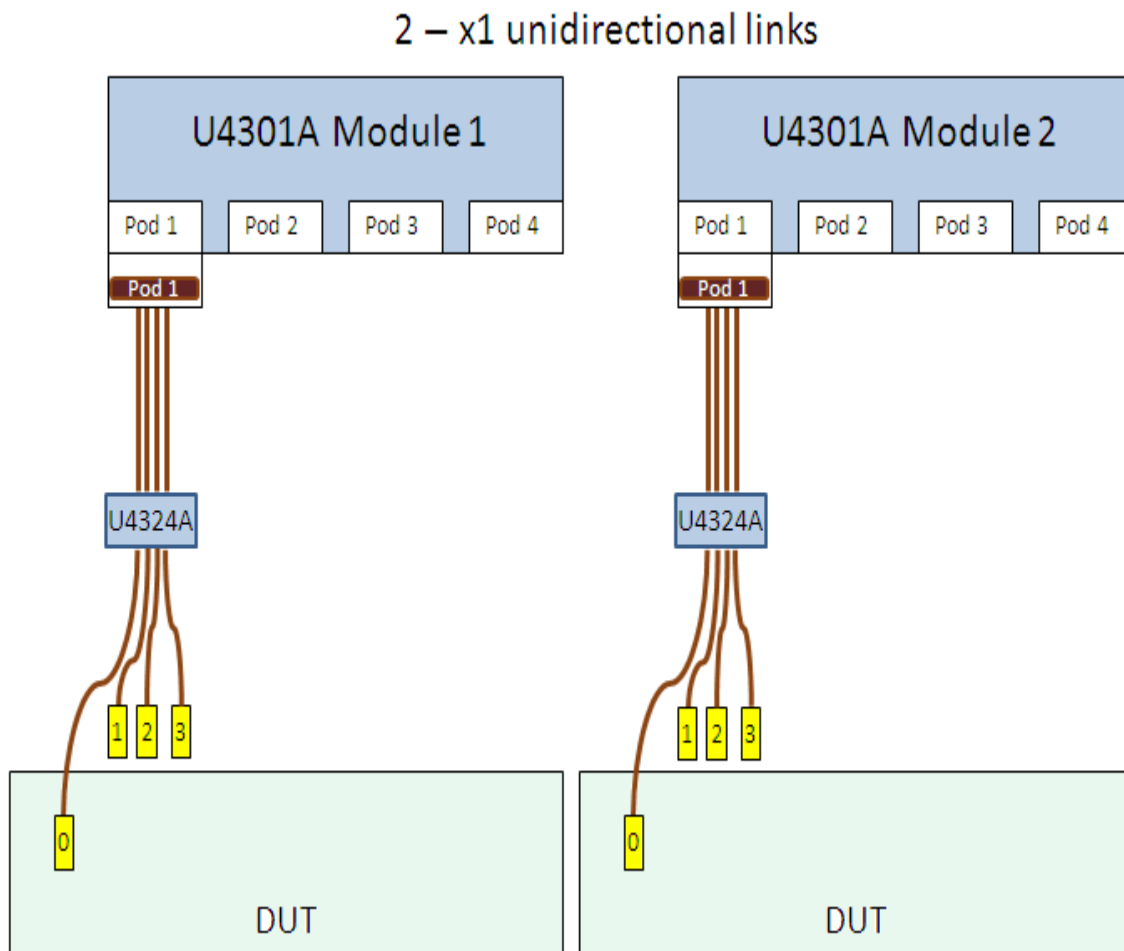 2 – x1 unidirectional links
U4301A Module 1
U4301A Module 2
Pod 1 Pod 2 Pod 3 Pod 4
Pod 1 Pod 2 Pod 3 Pod 4
Pod 1
Pod 1
U4324A
U4324A
1 2 3
1 2 3
0
0
DUT
DUT